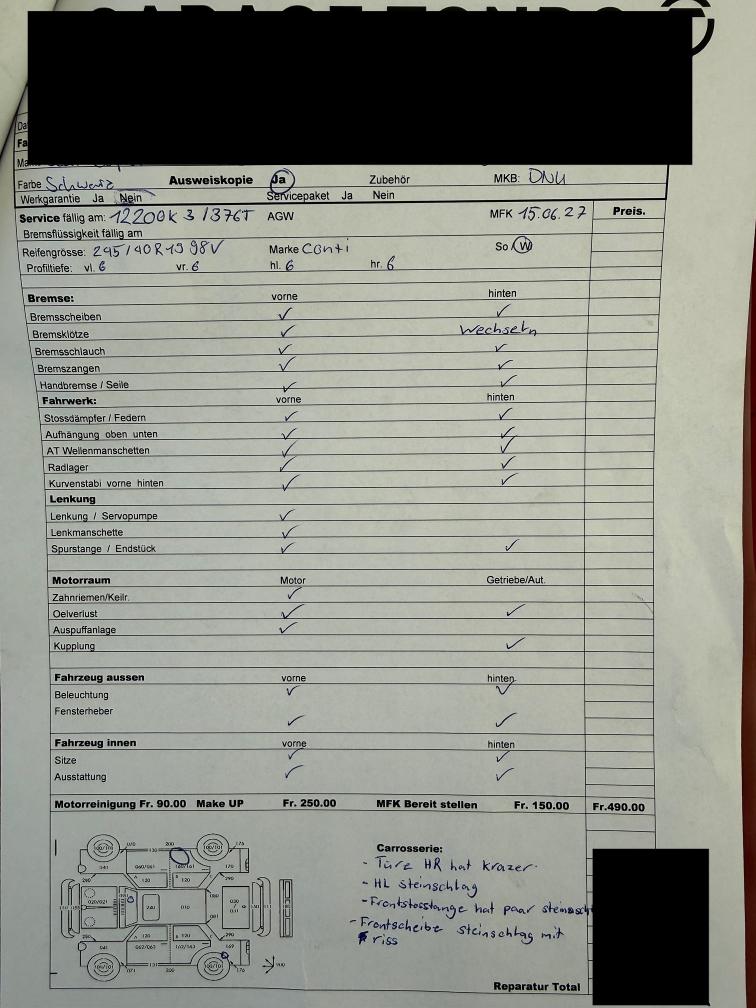 Farbe Schwarz Ausweiskopie Ja Zubehör MKB: DNU
Werkgarantie Ja Nein Servicepaket Ja Nein
Service fällig am: 12200K 3 / 376T AGW MFK 15.06.27 Preis.
Bremsflüssigkeit fällig am
Reifengrösse: 245/40R19 98V Marke Conti So W
Profiltiefe: vl. 6 vr. 6 hl. 6 hr. 6
Bremse: vorne hinten
Bremsscheiben ✓ ✓
Bremsklötze ✓ Wechseln
Bremsschlauch ✓ ✓
Bremszangen ✓ ✓
Handbremse / Seile ✓ ✓
Fahrwerk: vorne hinten
Stossdämpfer / Federn ✓ ✓
Aufhängung oben unten ✓ ✓
AT Wellenmanschetten ✓ ✓
Radlager ✓ ✓
Kurvenstabi vorne hinten ✓ ✓
Lenkung
Lenkung / Servopumpe ✓
Lenkmanschette ✓
Spurstange / Endstück ✓ ✓
Motorraum Motor Getriebe/Aut.
Zahnriemen/Keilr. ✓
Oelverlust ✓ ✓
Auspuffanlage ✓
Kupplung ✓
Fahrzeug aussen vorne hinten
Beleuchtung ✓ ✓
Fensterheber ✓ ✓
Fahrzeug innen vorne hinten
Sitze ✓ ✓
Ausstattung ✓ ✓
Motorreinigung Fr. 90.00 Make UP Fr. 250.00 MFK Bereit stellen Fr. 150.00 Fr.490.00
Carrosserie:
- Türe HR hat krazer.
- HL steinschlag
- Frontstosstange hat paar
- Frontscheibe steinschlag mit
riss
Reparatur Total